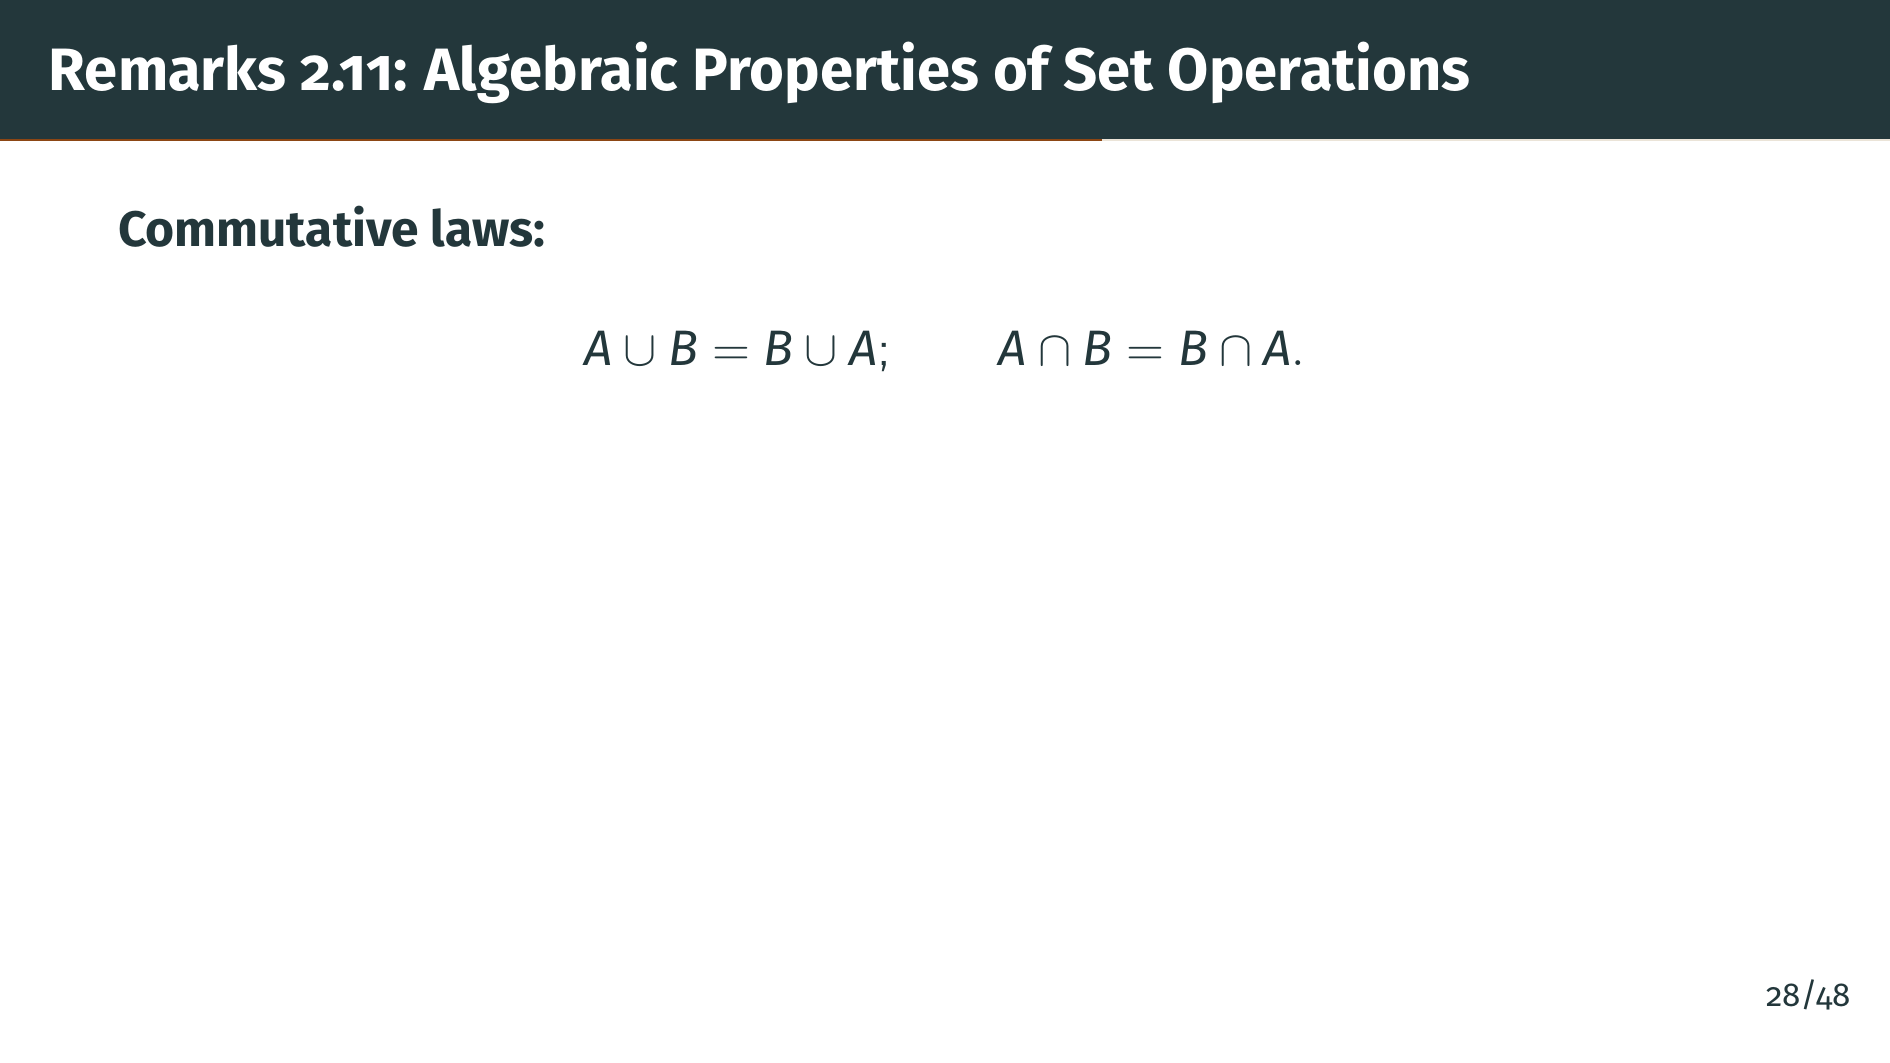 Remarks 2.11: Algebraic Properties of Set Operations
Commutative laws:
A ∪ B = B ∪ A; A ∩ B = B ∩ A.
28/48